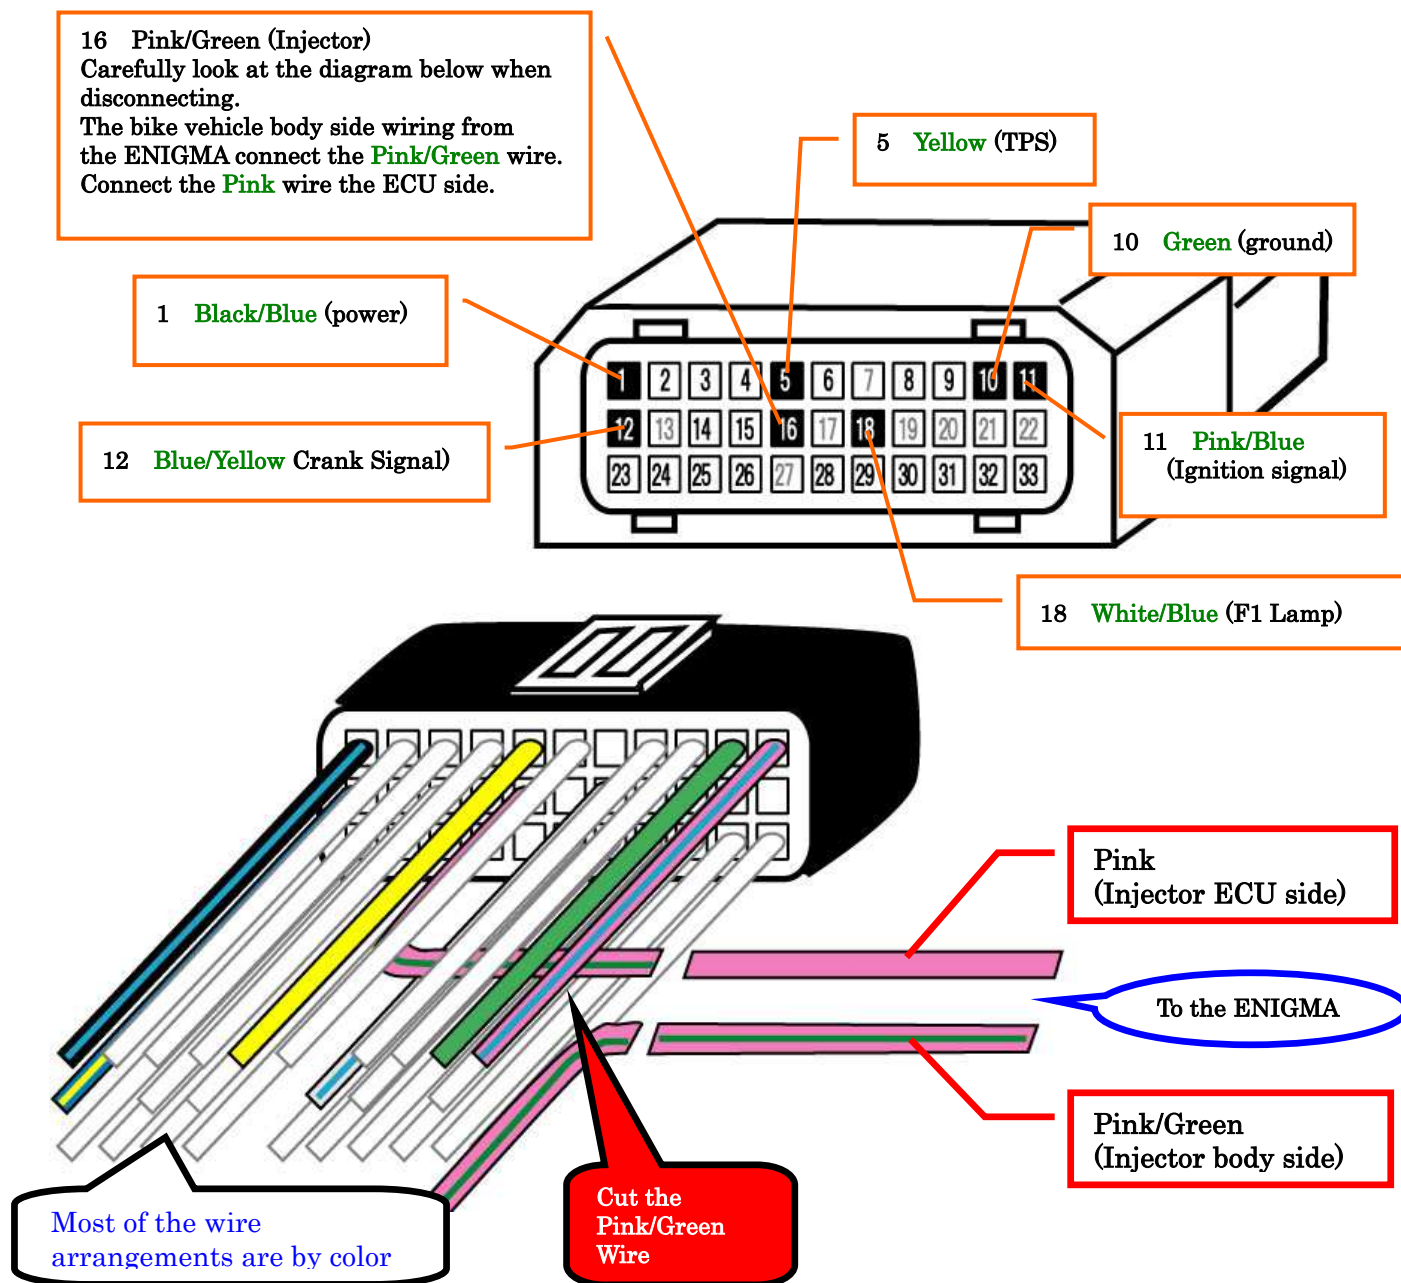 16 Pink/Green (Injector)
Carefully look at the diagram below when
disconnecting.
The bike vehicle body side wiring from
the ENIGMA connect the Pink/Green wire.
Connect the Pink wire the ECU side.
5 Yellow (TPS)
10 Green (ground)
1 Black/Blue (power)
12 Blue/Yellow Crank Signal)
11 Pink/Blue
(Ignition signal)
18 White/Blue (F1 Lamp)
1 2 3 4 5 6 7 8 9 10 11
12 13 14 15 16 17 18 19 20 21 22
23 24 25 26 27 28 29 30 31 32 33
Pink
(Injector ECU side)
To the ENIGMA
Pink/Green
(Injector body side)
Cut the
Pink/Green
Wire
Most of the wire
arrangements are by color